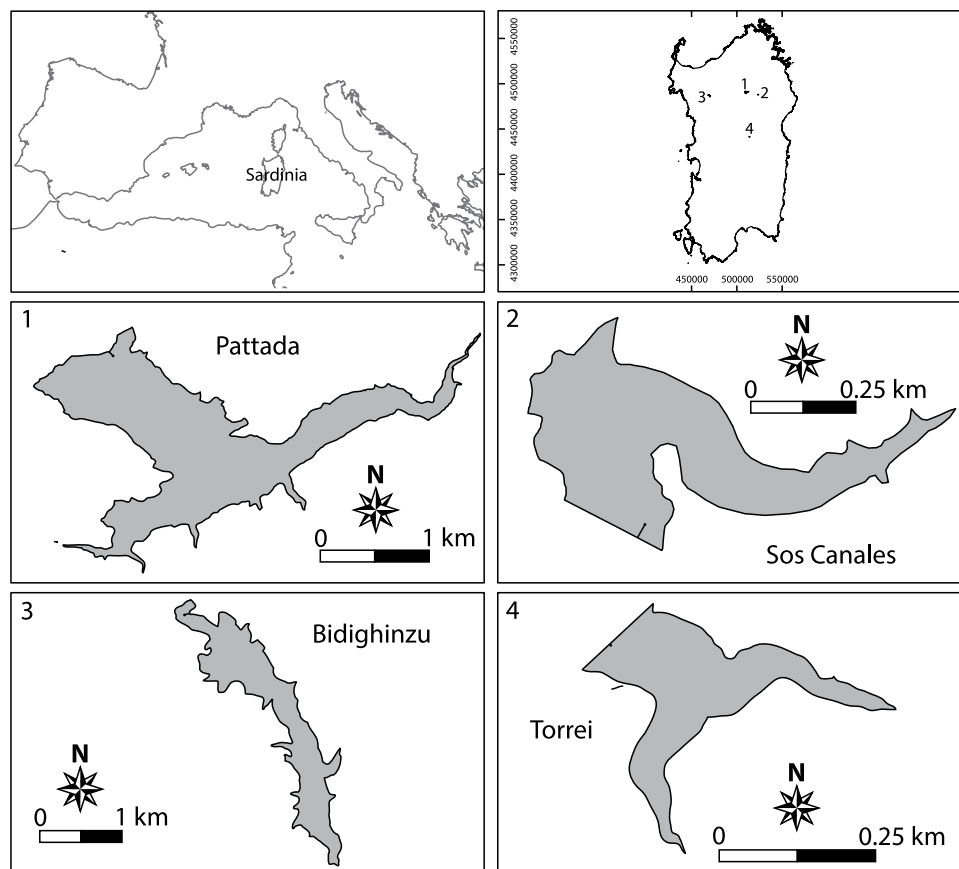 Sardinia
4550000
4500000
4450000
4400000
4350000
4300000
1
2
3
4
450000 500000 550000
1
Pattada
N
0 1 km
2
N
0 0.25 km
Sos Canales
3
Bidighinzu
N
0 1 km
4
Torrei
N
0 0.25 km